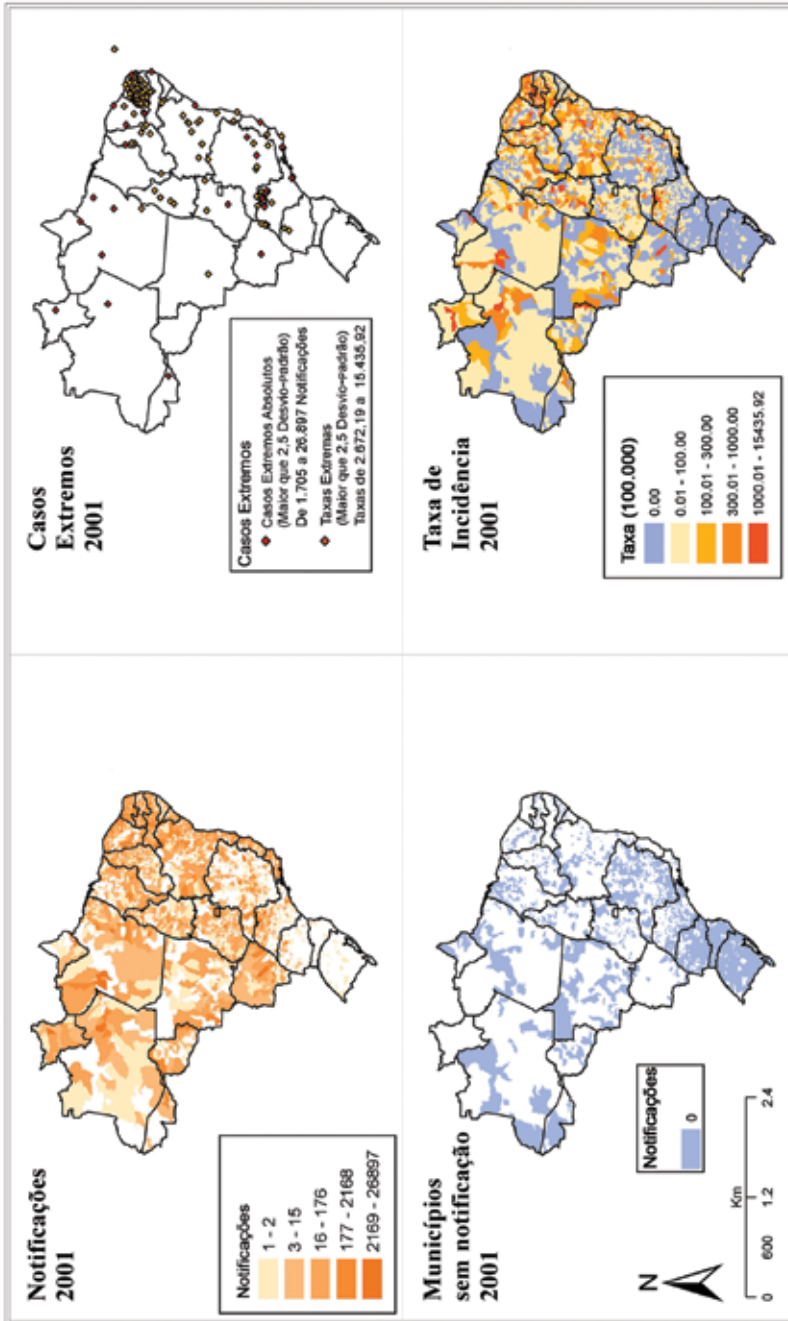 Notificações
2001
Notificações
1 - 2
3 - 15
16 - 176
177 - 2168
2169 - 26897
Casos
Extremos
2001
Casos Extremos
Casos Extremos Absolutos
(Maior que 2,5 Desvio-Padrão)
De 1.705 a 26.897 Notificações
Taxas Extremas
(Maior que 2,5 Desvio-padrão)
Taxas de 2.672,19 a 15.435,92
Municípios
sem notificação
2001
Notificações
0
N
Km
0 600 1.2 2.4
Taxa de
Incidência
2001
Taxa (100.000)
0.00
0.01 - 100.00
100.01 - 300.00
300.01 - 1000.00
1000.01 - 15435.92